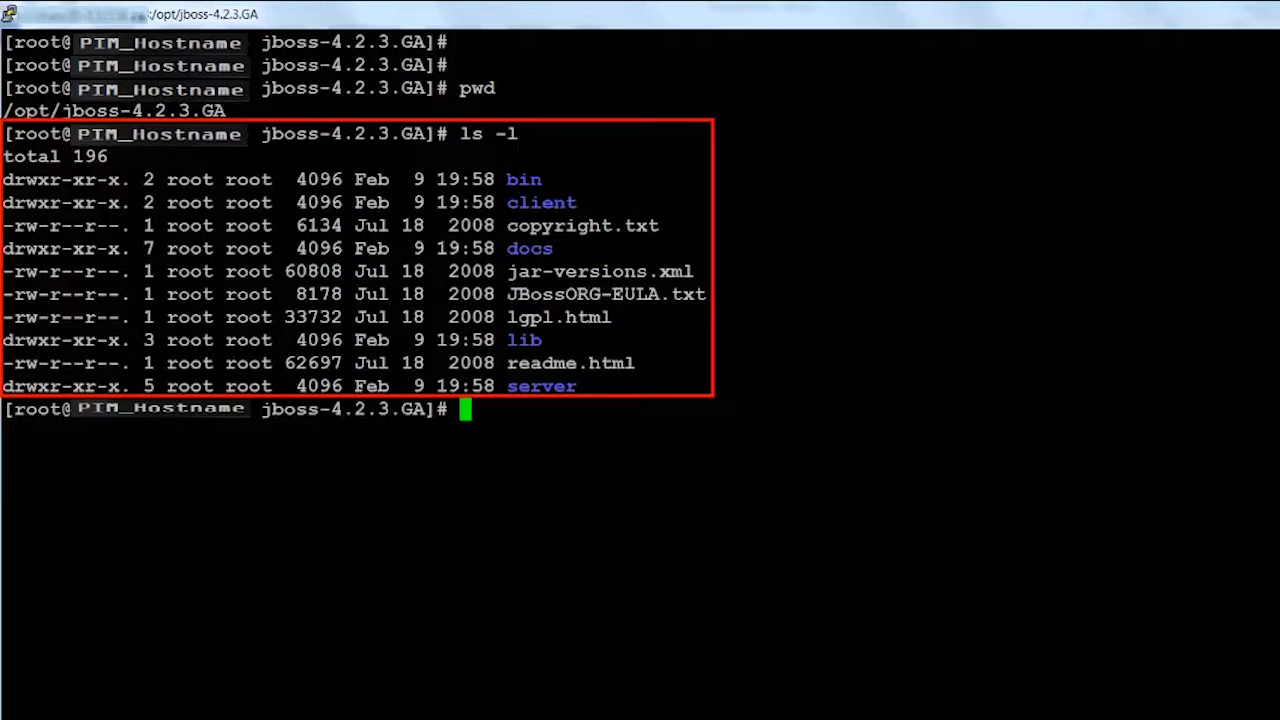 :/opt/jboss-4.2.3.GA
[root@ PIM_Hostname jboss-4.2.3.GA]#
[root@ PIM_Hostname jboss-4.2.3.GA]#
[root@ PIM_Hostname jboss-4.2.3.GA]# pwd
/opt/jboss-4.2.3.GA
[root@ PIM_Hostname jboss-4.2.3.GA]# ls -l
total 196
drwxr-xr-x. 2 root root  4096 Feb  9 19:58 bin
drwxr-xr-x. 2 root root  4096 Feb  9 19:58 client
-rw-r--r--. 1 root root  6134 Jul 18  2008 copyright.txt
drwxr-xr-x. 7 root root  4096 Feb  9 19:58 docs
-rw-r--r--. 1 root root 60808 Jul 18  2008 jar-versions.xml
-rw-r--r--. 1 root root  8178 Jul 18  2008 JBossORG-EULA.txt
-rw-r--r--. 1 root root 33732 Jul 18  2008 lgpl.html
drwxr-xr-x. 3 root root  4096 Feb  9 19:58 lib
-rw-r--r--. 1 root root 62697 Jul 18  2008 readme.html
drwxr-xr-x. 5 root root  4096 Feb  9 19:58 server
[root@ PIM_Hostname jboss-4.2.3.GA]#